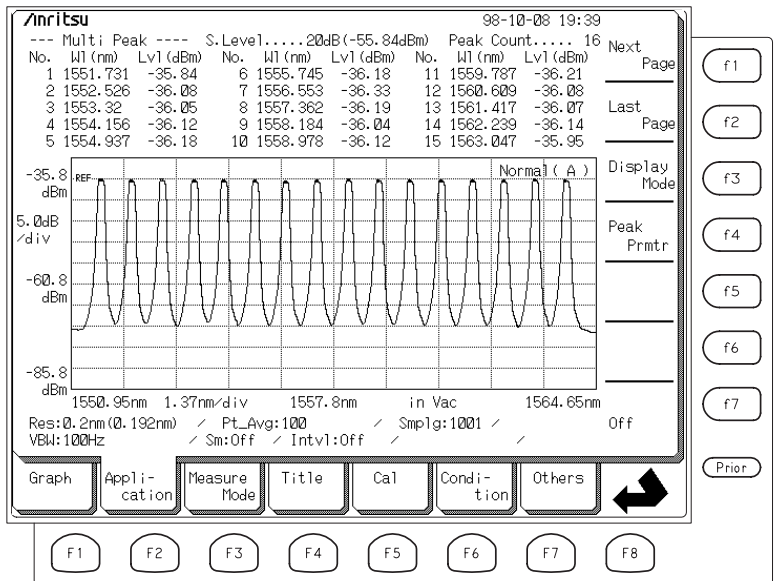 /Inritsu 98-10-08 19:39
--- Multi Peak ---- S.Level.....20dB(-55.84dBm) Peak Count..... 16
No. Wl(nm) Lvl(dBm) No. Wl(nm) Lvl(dBm) No. Wl(nm) Lvl(dBm)
1 1551.731 -35.84 6 1555.745 -36.18 11 1559.787 -36.21
2 1552.526 -36.08 7 1556.553 -36.33 12 1560.609 -36.08
3 1553.32 -36.05 8 1557.362 -36.19 13 1561.417 -36.07
4 1554.156 -36.12 9 1558.184 -36.04 14 1562.239 -36.14
5 1554.937 -36.18 10 1558.978 -36.12 15 1563.047 -35.95
Next
Page
Last
Page
Display
Mode
Peak
Prmtr
Off
-35.8
dBm
REF
Normal( A )
5.0dB
/div
-60.8
dBm
-85.8
dBm
1550.95nm 1.37nm/div 1557.8nm in Vac 1564.65nm
Res:0.2nm(0.192nm) / Pt_Avg:100 / Smplg:1001 /
VBW:100Hz / Sm:Off / Intvl:Off / /
Graph
Appli-
cation
Measure
Mode
Title
Cal
Condi-
tion
Others
f1
f2
f3
f4
f5
f6
f7
Prior
F1 F2 F3 F4 F5 F6 F7 F8